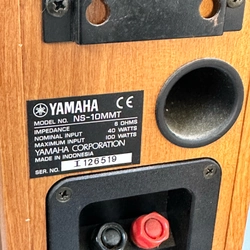 YAMAHA CE
MODEL NO. NS-10MMT
IMPEDANCE 6 OHMS
NOMINAL INPUT 40 WATTS
MAXIMUM INPUT 100 WATTS
YAMAHA CORPORATION
MADE IN INDONESIA
SER.NO. I 126519